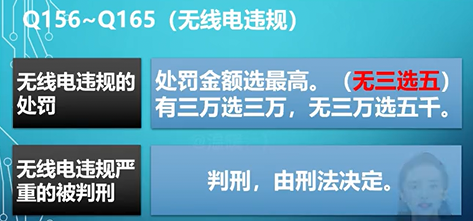 Q156~Q165（无线电违规）
无线电违规的
处罚
处罚金额选最高。（无三选五）
有三万选三万，无三万选五千。
无线电违规严
重的被判刑
判刑，由刑法决定。